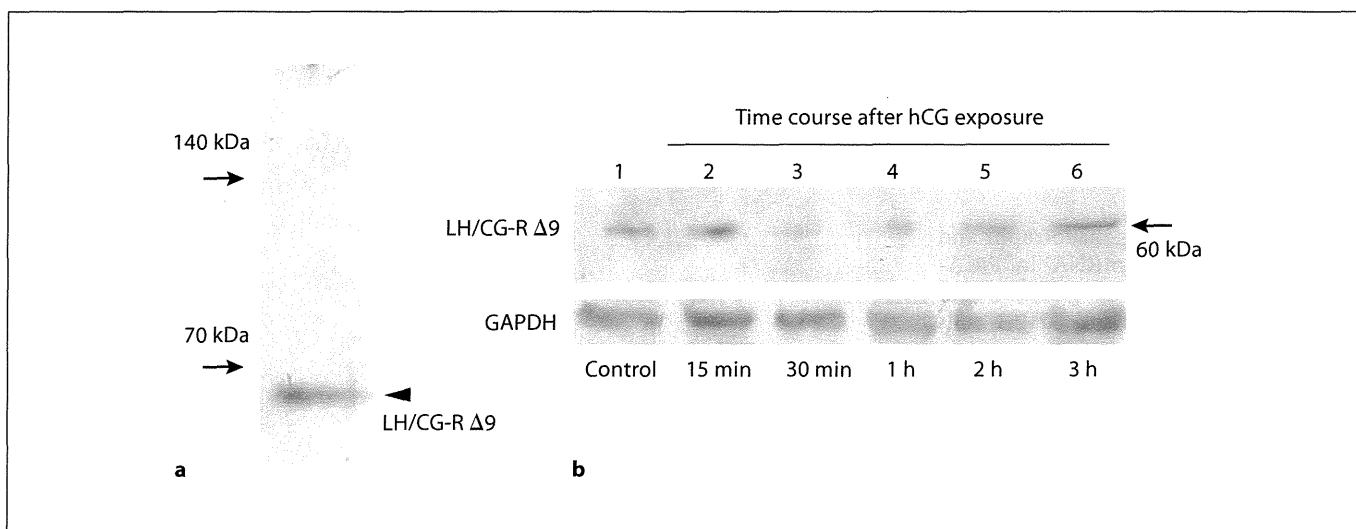 140 kDa
70 kDa
LH/CG-R Δ9
a
Time course after hCG exposure
1 2 3 4 5 6
LH/CG-R Δ9
60 kDa
GAPDH
Control 15 min 30 min 1 h 2 h 3 h
b